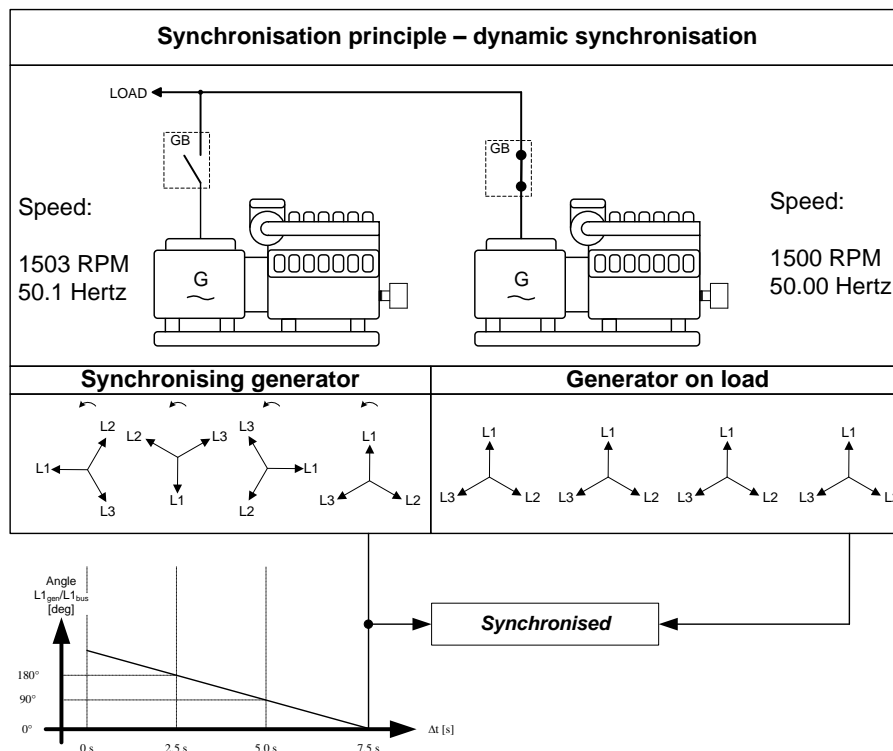 Synchronisation principle – dynamic synchronisation
LOAD
GB
GB
Speed:
1503 RPM
50.1 Hertz
G
G
Speed:
1500 RPM
50.00 Hertz
Synchronising generator
Generator on load
L2
L1
L3
L2
L3
L1
L3
L1
L2
L1
L3
L2
L1
L3
L2
L1
L3
L2
L1
L3
L2
L1
L3
L2
Angle
L1gen/L1bus
[deg]
180°
90°
0°
0 s
2.5 s
5.0 s
7.5 s
Δt [s]
Synchronised